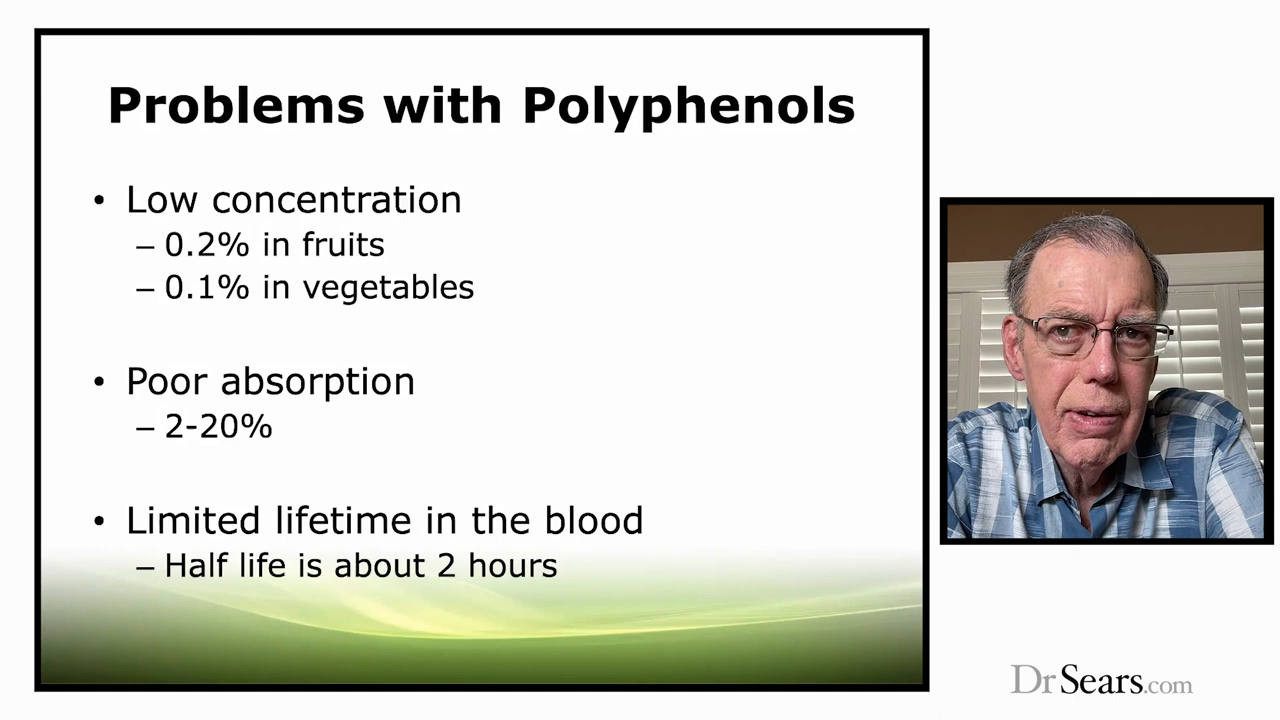 Problems with Polyphenols
• Low concentration
– 0.2% in fruits
– 0.1% in vegetables
• Poor absorption
– 2-20%
• Limited lifetime in the blood
– Half life is about 2 hours
DrSears.com